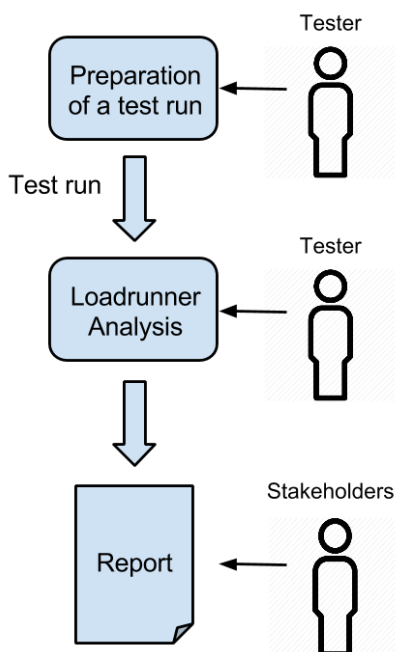 Tester
Preparation
of a test run
Test run
Tester
Loadrunner
Analysis
Stakeholders
Report